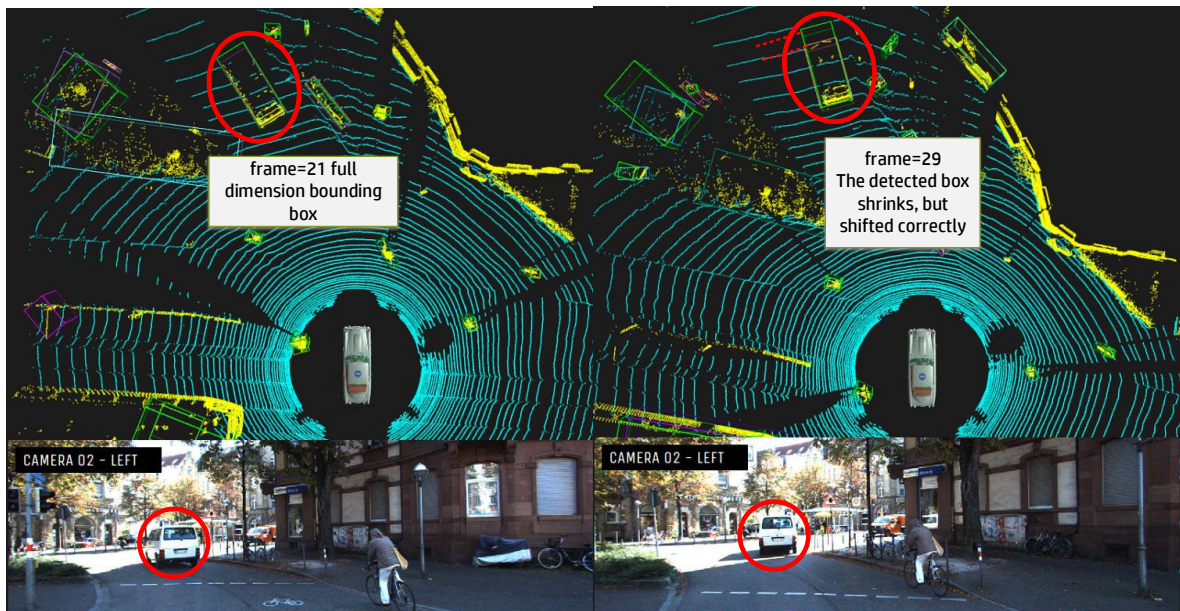 frame=21 full
dimension bounding
box
frame=29
The detected box
shrinks, but
shifted correctly
CAMERA 02 - LEFT
CAMERA 02 - LEFT